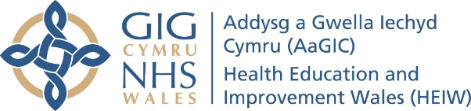 GIG
CYMRU
NHS
WALES
Addysg a Gwella Iechyd
Cymru (AaGIC)
Health Education and
Improvement Wales (HEIW)